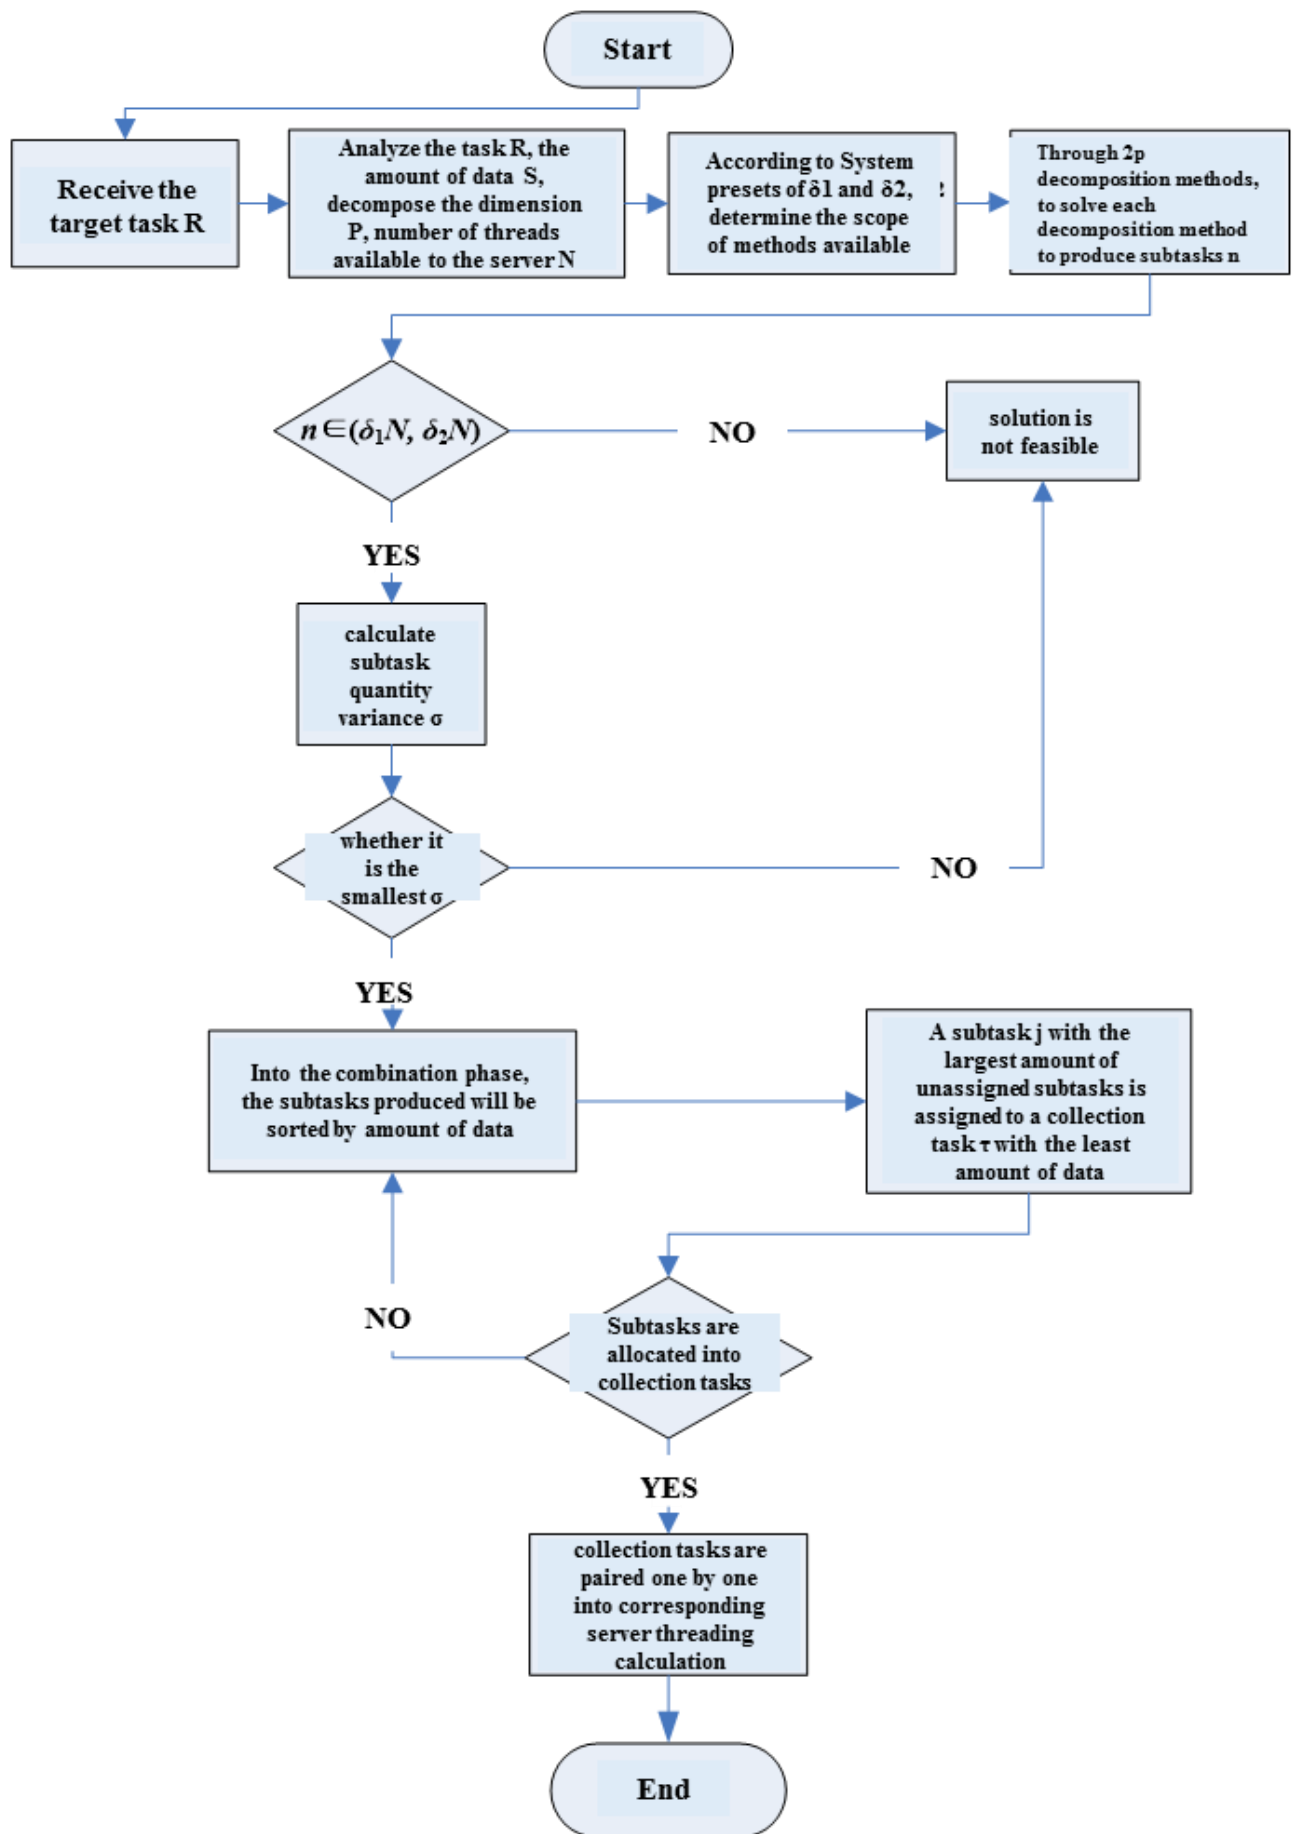 Start
Receive the
target task R
Analyze the task R, the
amount of data S,
decompose the dimension
P, number of threads
available to the server N
According to System
presets of δ1 and δ2,
determine the scope
of methods available
Through 2p
decomposition methods,
to solve each
decomposition method
to produce subtasks n
n∈(δ₁N, δ₂N)
NO
solution is
not feasible
YES
calculate
subtask
quantity
variance σ
whether it
is the
smallest σ
NO
YES
Into the combination phase,
the subtasks produced will be
sorted by amount of data
A subtask j with the
largest amount of
unassigned subtasks is
assigned to a collection
task τ with the least
amount of data
NO
Subtasks are
allocated into
collection tasks
YES
collection tasks are
paired one by one
into corresponding
server threading
calculation
End